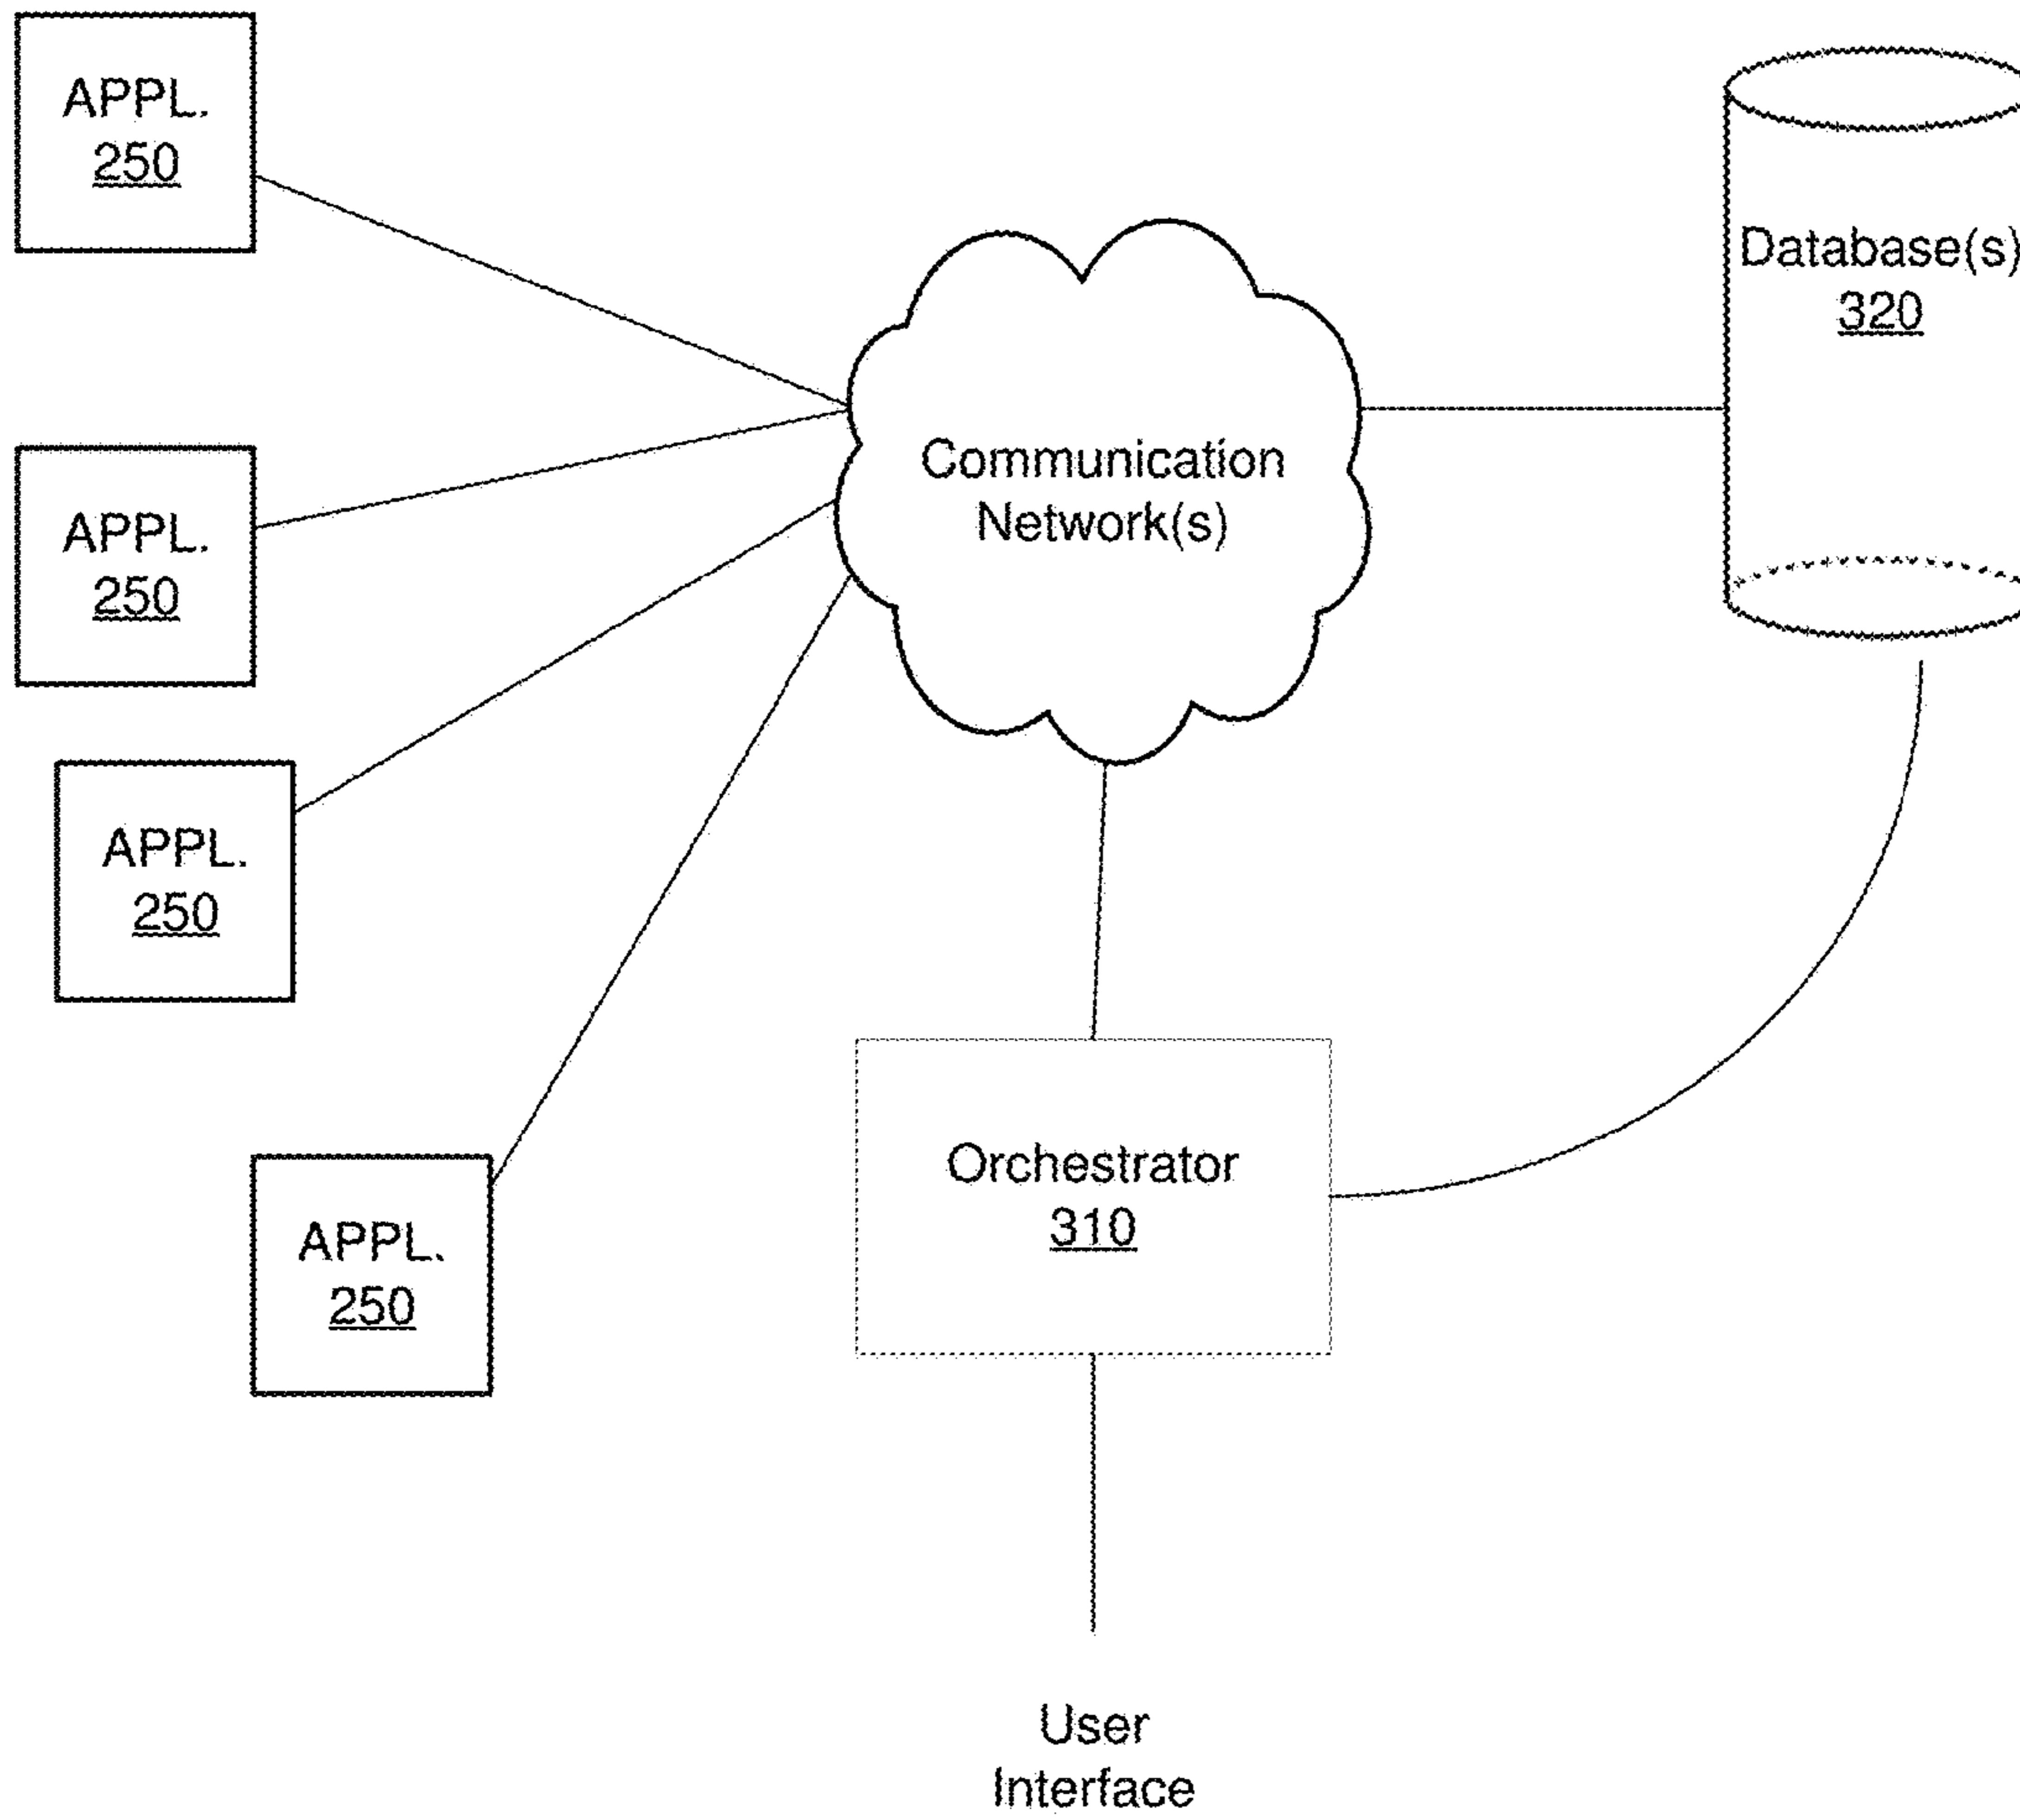 APPL.
250
Database(s)
320
Communication
Network(s)
APPL.
250
APPL.
250
Orchestrator
310
APPL.
250
User
Interface